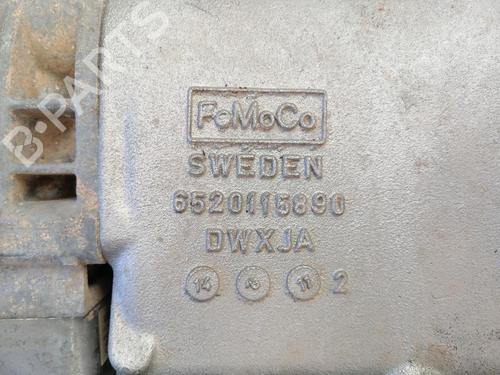 B-PARTS
FoMoCo
SWEDEN
6520115890
DWXJA
14 11 2